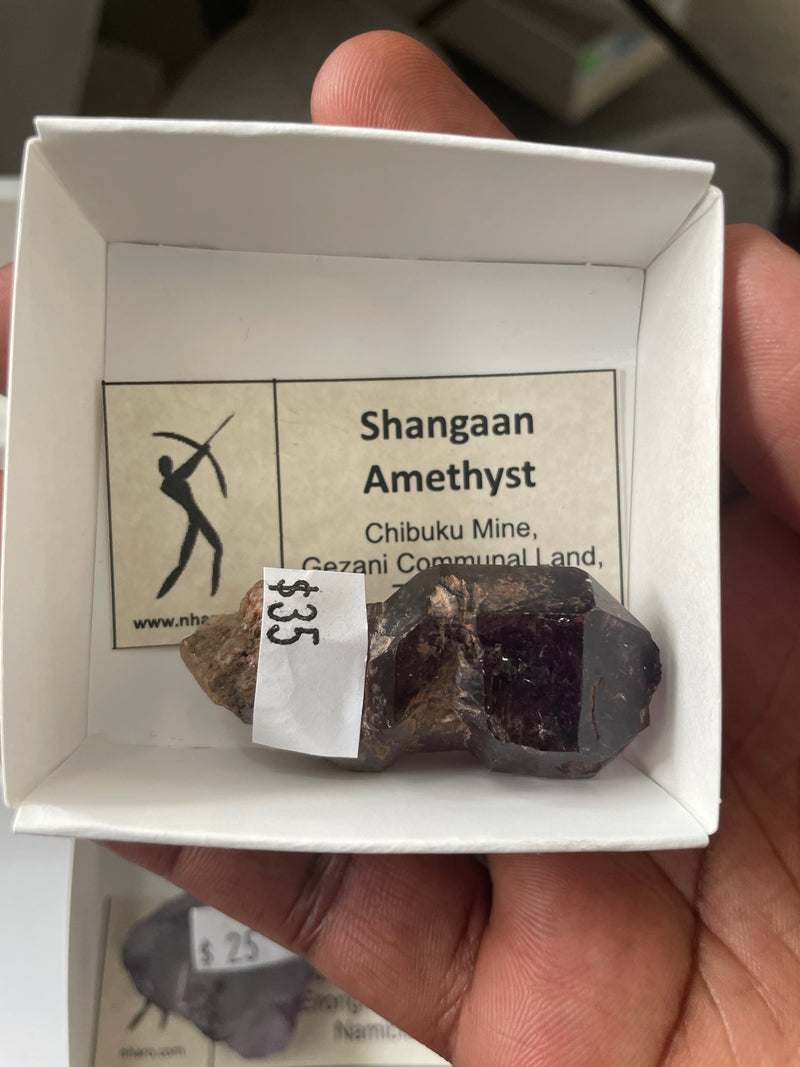 Shangaan
Amethyst
Chibuku Mine,
Gezani Communal Land,
www.nha
$35
$ 25
nharo.com